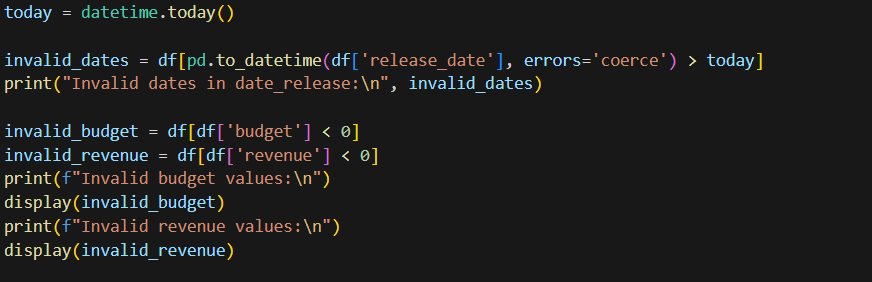 today = datetime.today()
invalid_dates = df[pd.to_datetime(df['release_date'], errors='coerce') > today]
print("Invalid dates in date_release:\n", invalid_dates)
invalid_budget = df[df['budget'] < 0]
invalid_revenue = df[df['revenue'] < 0]
print(f"Invalid budget values:\n")
display(invalid_budget)
print(f"Invalid revenue values:\n")
display(invalid_revenue)